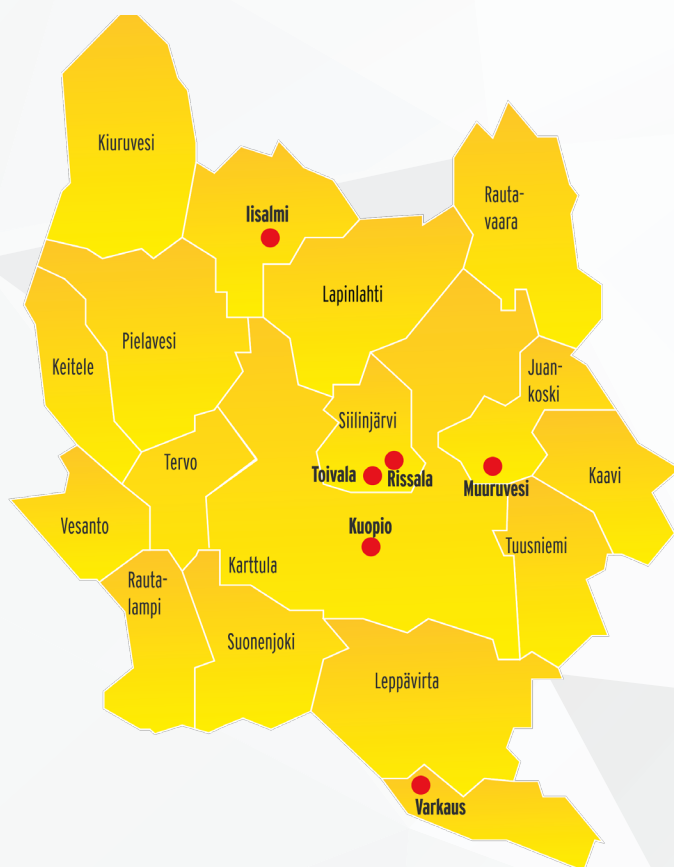 Kiuruvesi
Rauta-
vaara
Iisalmi
Lapinlahti
Pielavesi
Keitele
Juan-
koski
Siilinjärvi
Tervo
Toivala
Rissala
Muuruvesi
Kaavi
Vesanto
Kuopio
Tuusniemi
Karttula
Rauta-
lampi
Suonenjoki
Leppävirta
Varkaus